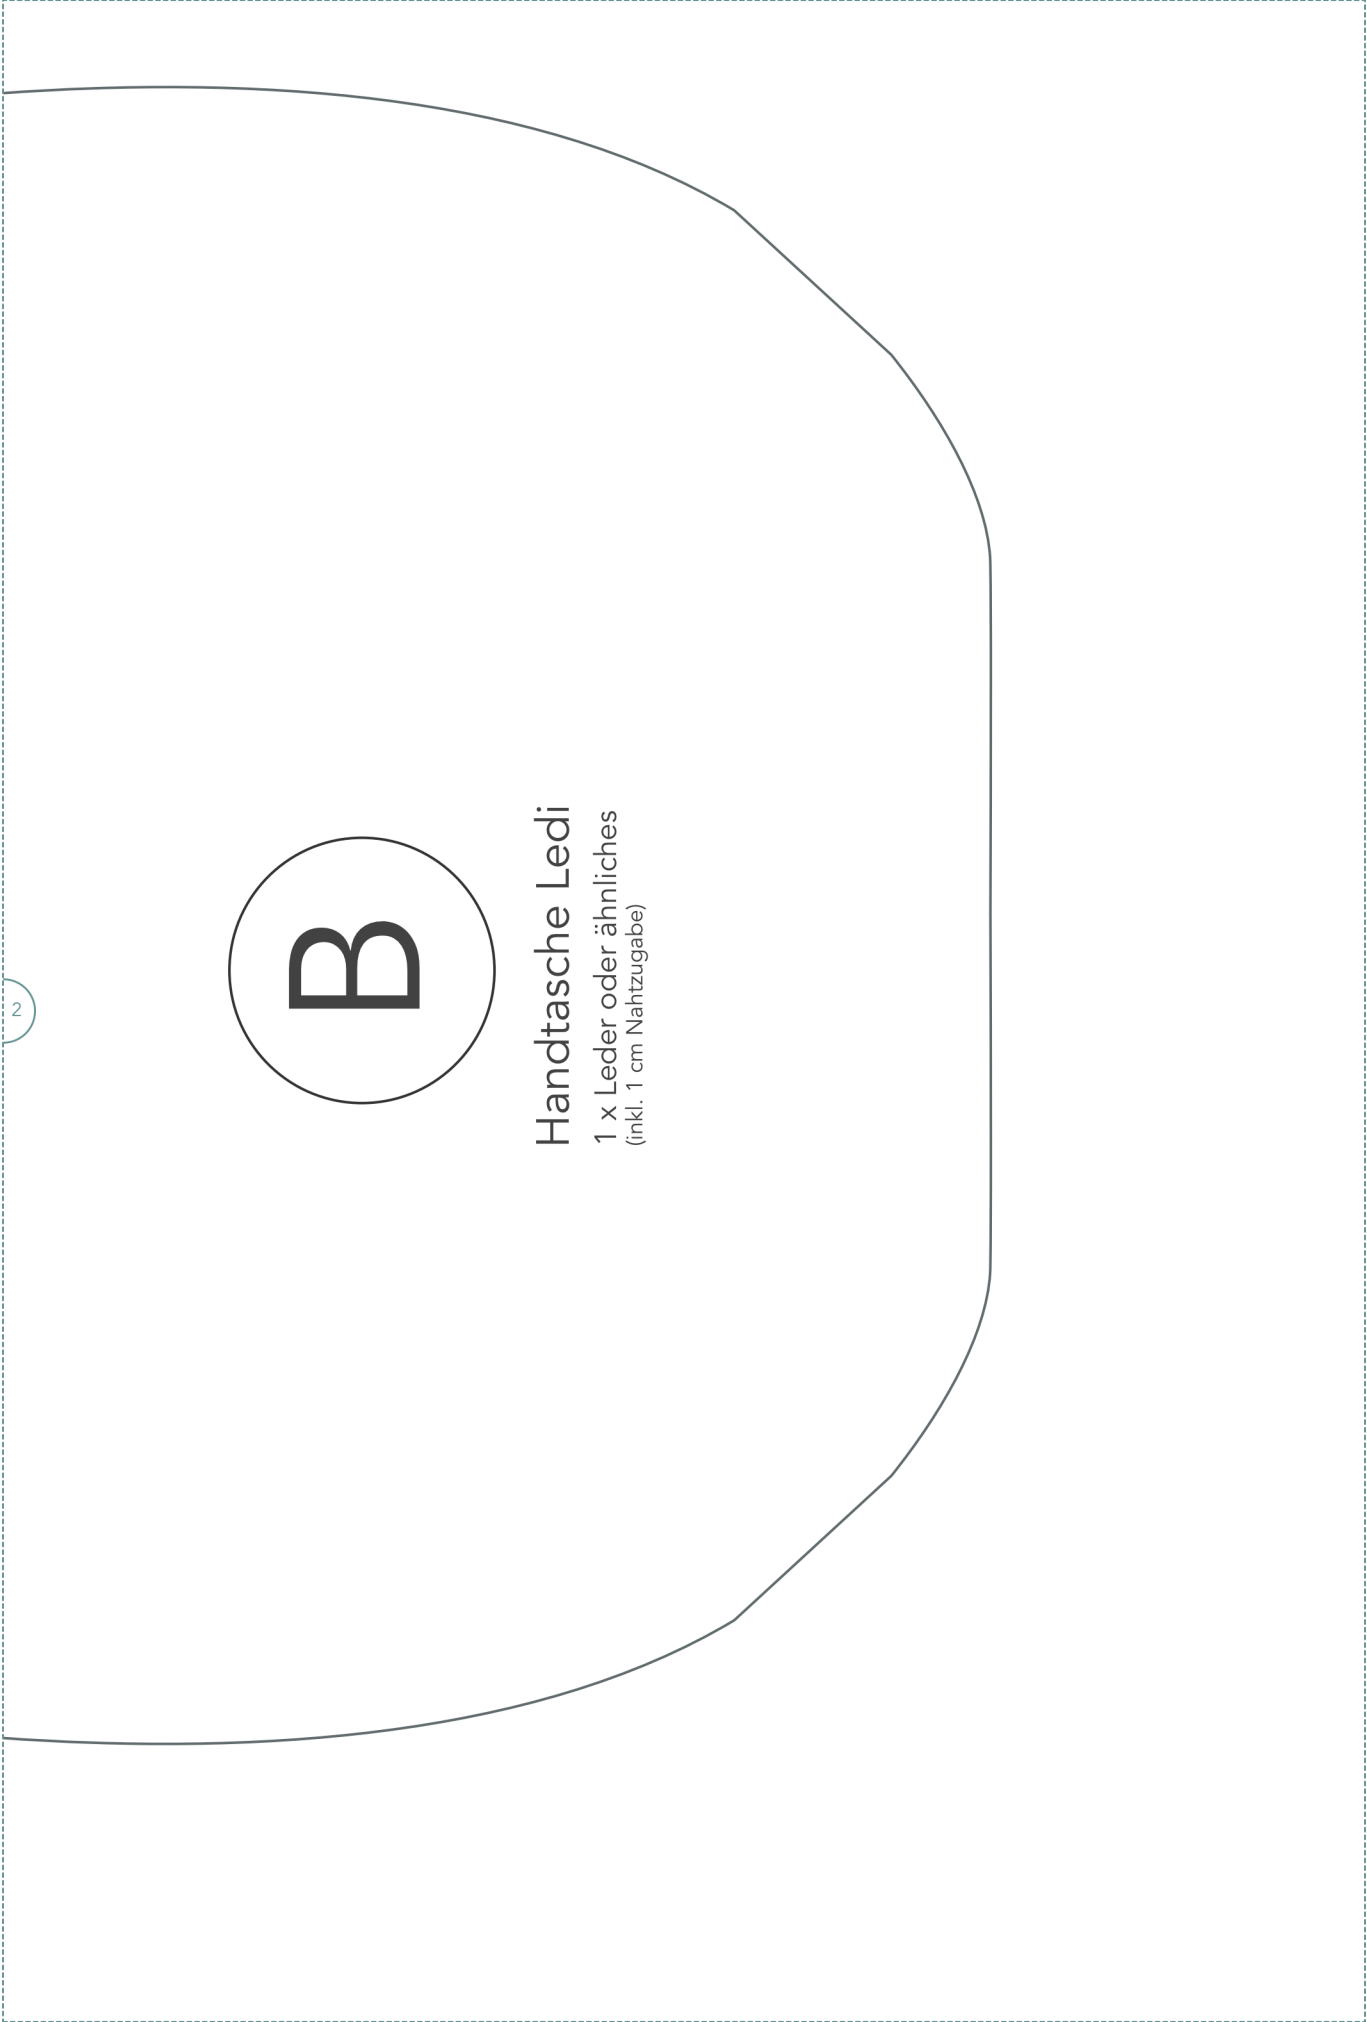 B
Handtasche Ledi
1 x Leder oder ähnliches
(inkl. 1 cm Nahtzugabe)
2